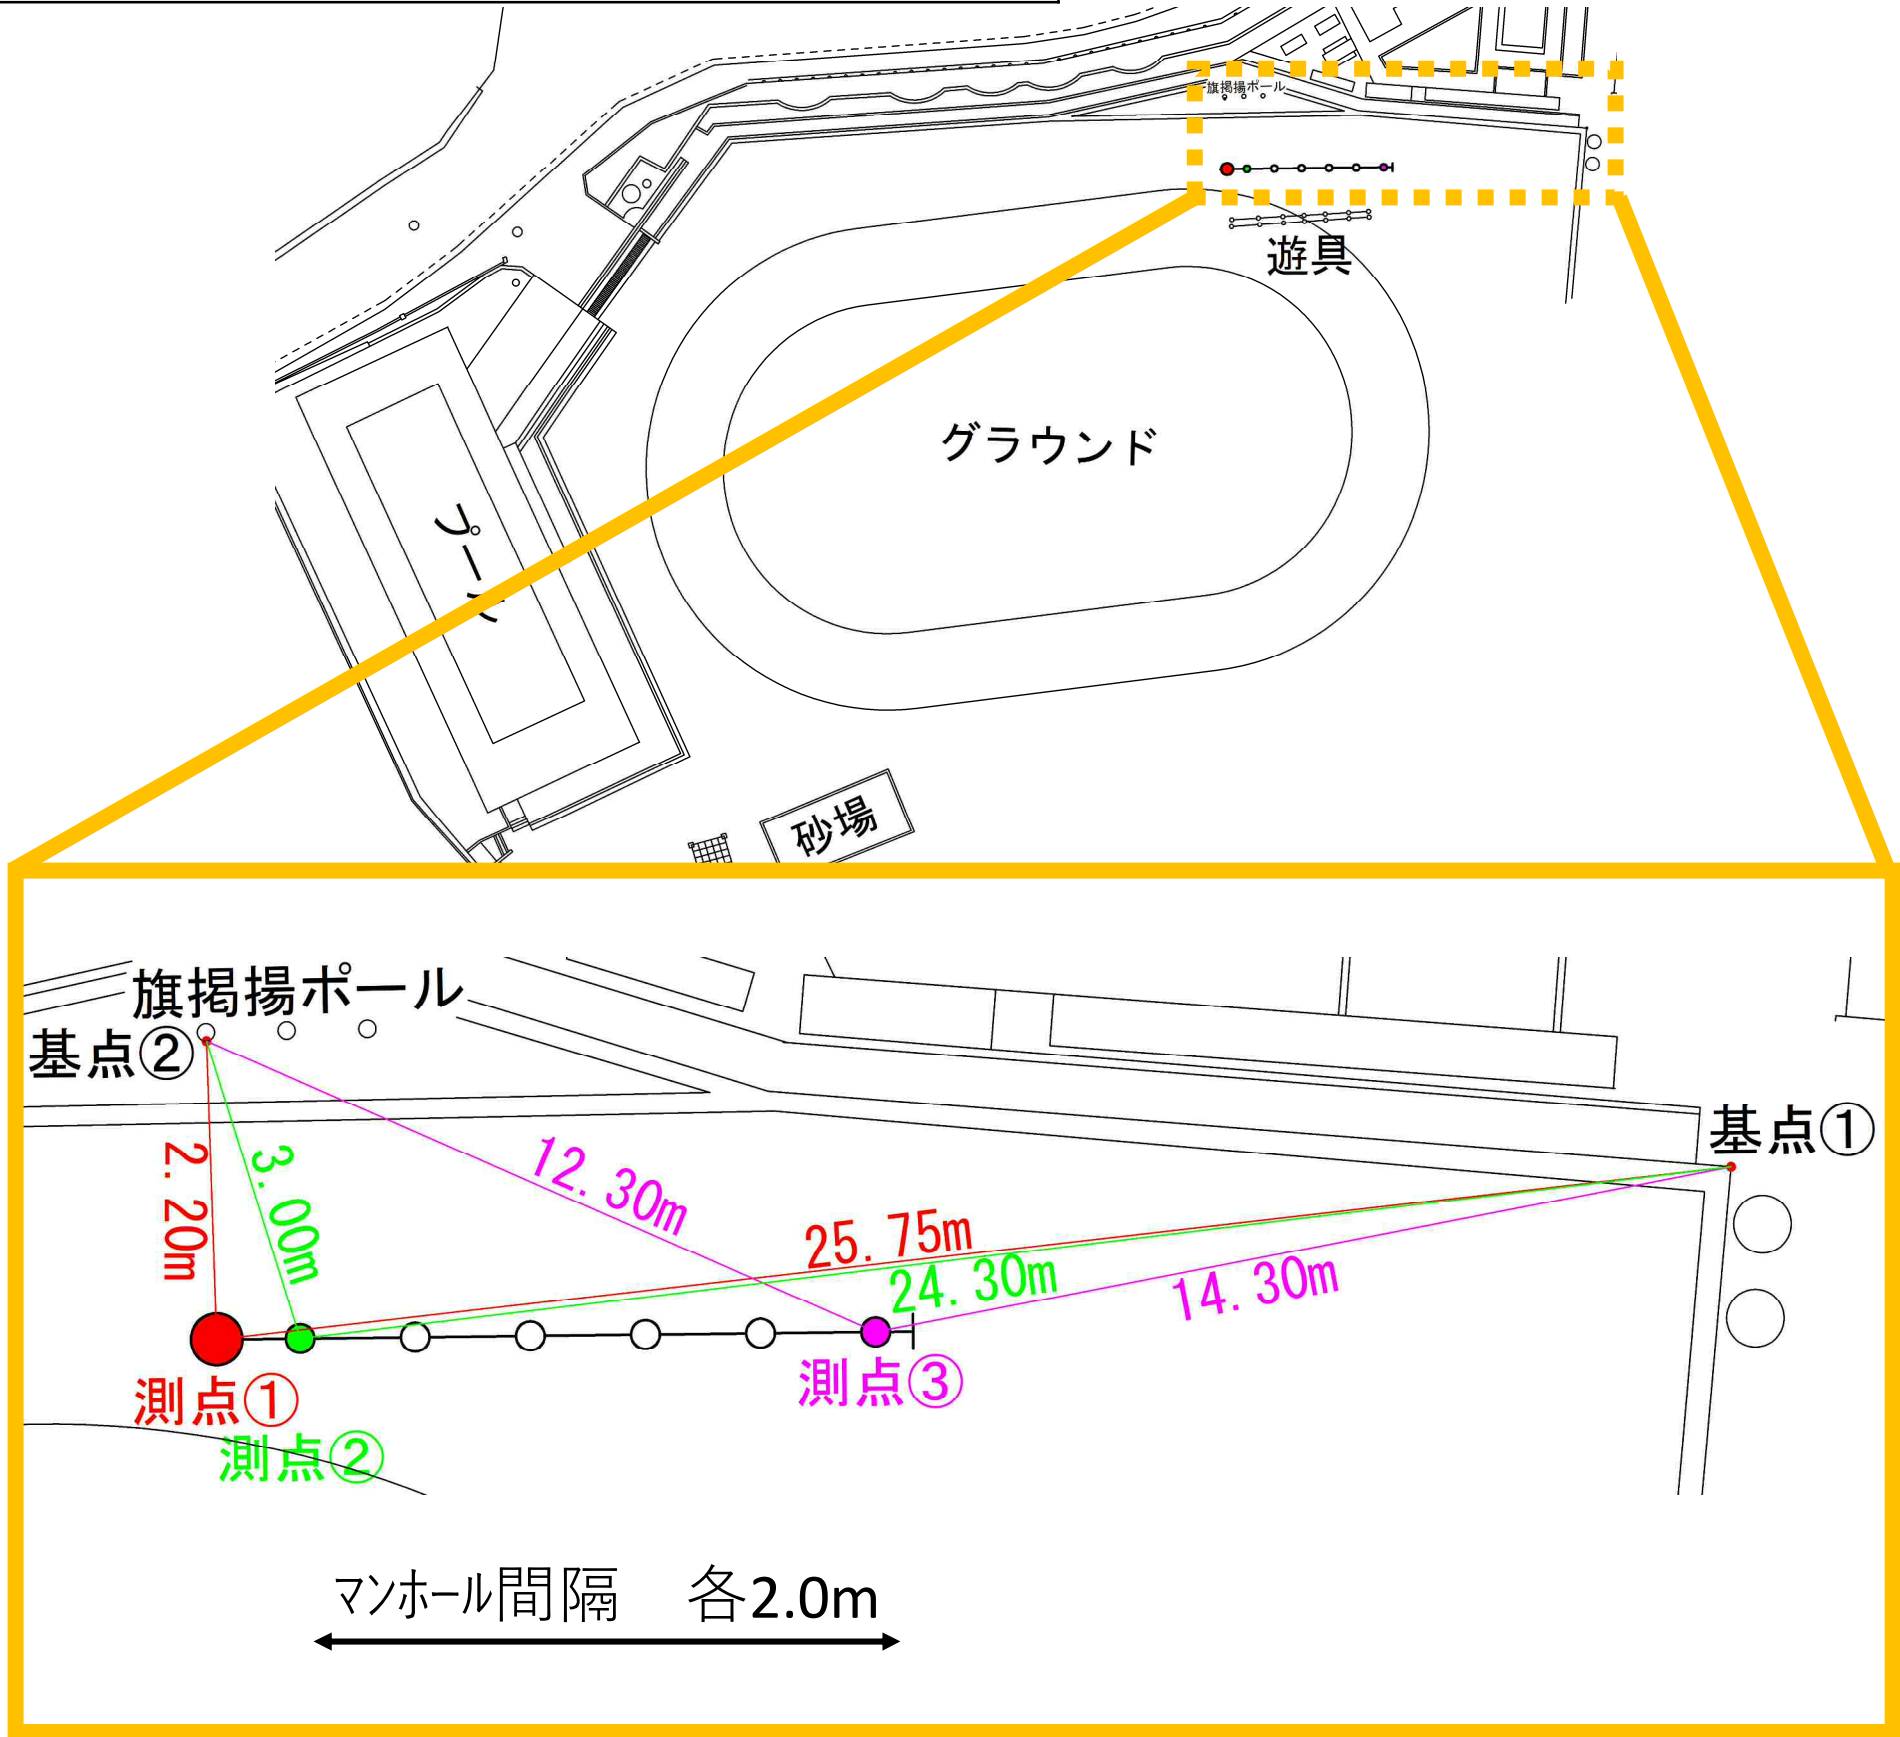 旗掲揚ポール
遊具
グラウンド
プール
砂場
旗掲揚ポール
基点②
基点①
2.20m
3.00m
12.30m
25.75m
24.30m
14.30m
測点①
測点②
測点③
マンホール間隔 各2.0m